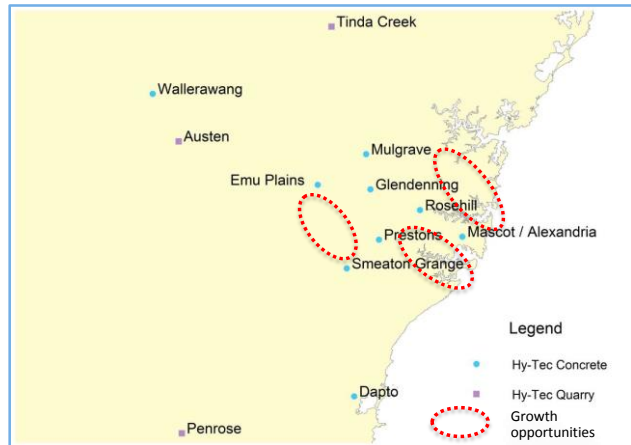 Tinda Creek
Wallerawang
Austen
Mulgrave
Emu Plains
Glendenning
Rosehill
Prestons
Mascot / Alexandria
Smeaton Grange
Legend
Hy-Tec Concrete
Dapto
Hy-Tec Quarry
Growth
opportunities
Penrose